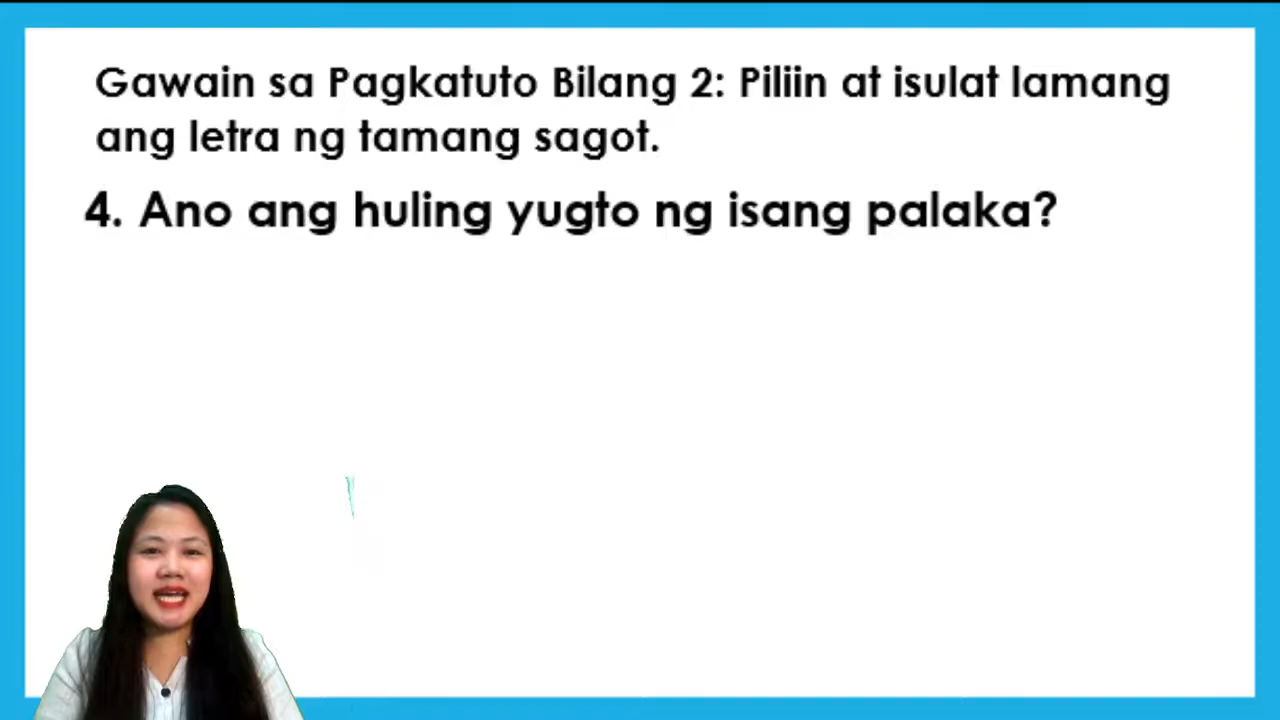 Gawain sa Pagkatuto Bilang 2: Piliin at isulat lamang
ang letra ng tamang sagot.
4. Ano ang huling yugto ng isang palaka?